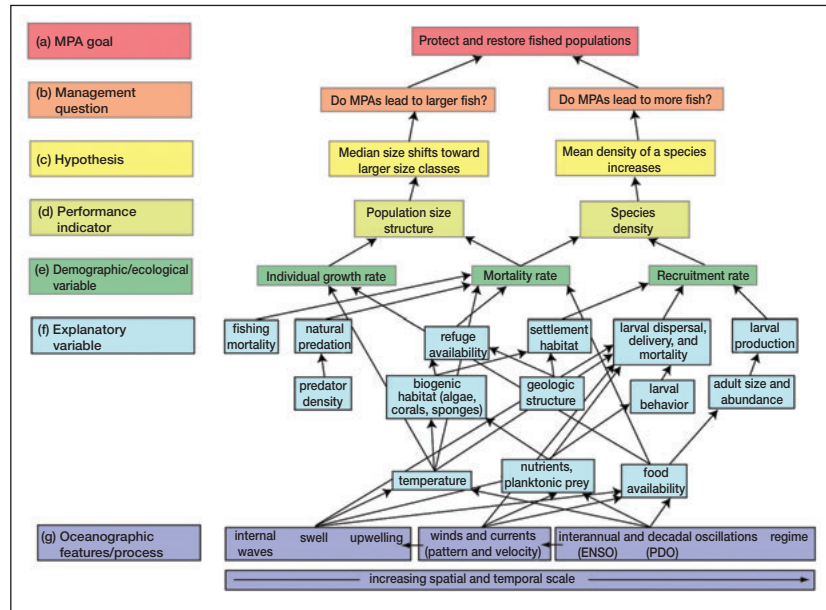 (a) MPA goal
Protect and restore fished populations
(b) Management
question
Do MPAs lead to larger fish?
Do MPAs lead to more fish?
(c) Hypothesis
Median size shifts toward
larger size classes
Mean density of a species
increases
(d) Performance
indicator
Population size
structure
Species
density
(e) Demographic/ecological
variable
Individual growth rate
Mortality rate
Recruitment rate
(f) Explanatory
variable
fishing
mortality
natural
predation
refuge
availability
settlement
habitat
larval dispersal,
delivery, and
mortality
larval
production
predator
density
biogenic
habitat (algae,
corals, sponges)
geologic
structure
larval
behavior
adult size and
abundance
temperature
nutrients,
planktonic prey
food
availability
(g) Oceanographic
features/process
internal
waves
swell
upwelling
winds and currents
(pattern and velocity)
interannual and decadal oscillations regime
(ENSO) (PDO)
increasing spatial and temporal scale